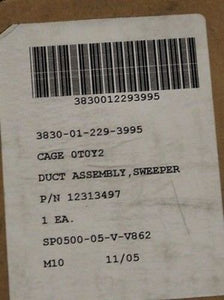 3830012293995
3830-01-229-3995
CAGE 0T0Y2
DUCT ASSEMBLY,SWEEPER
P/N 12313497
1 EA.
SP0500-05-V-V862
M10 11/05